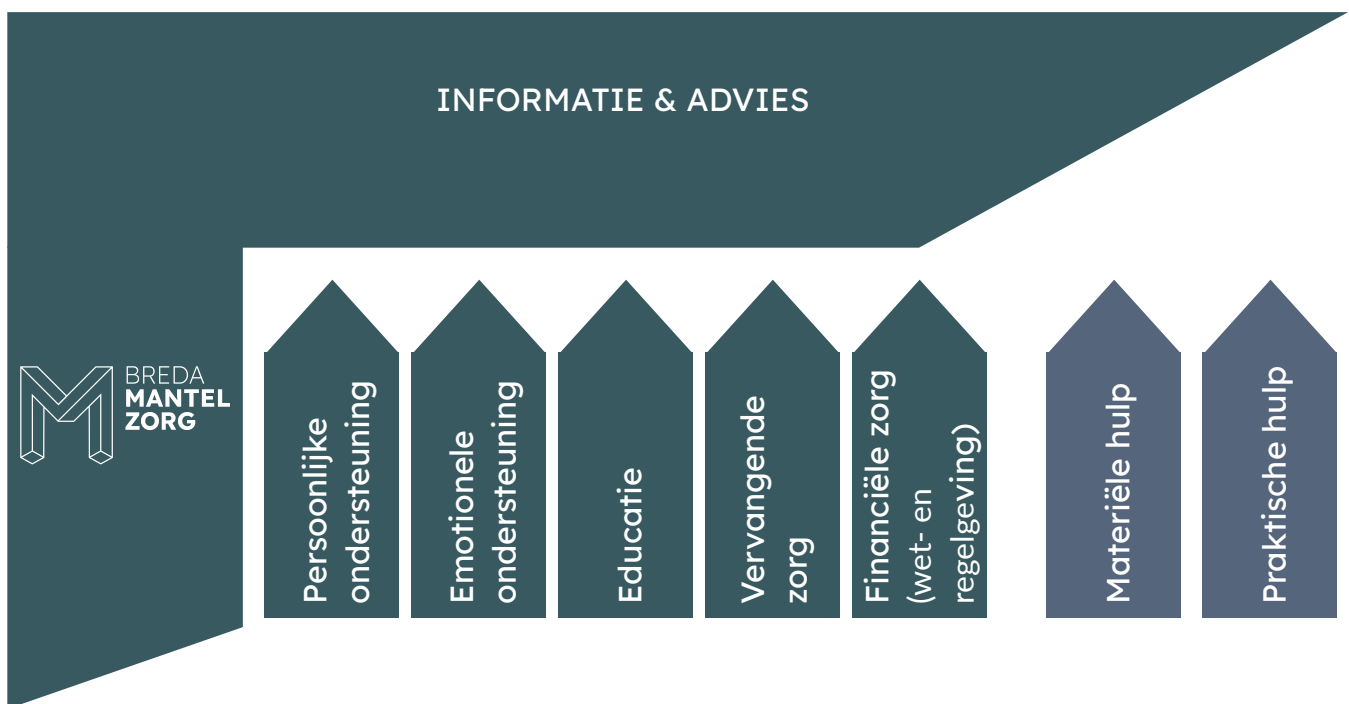 INFORMATIE & ADVIES
BREDA
MANTEL
ZORG
Persoonlijke
ondersteuning
Emotionele
ondersteuning
Educatie
Vervangende
zorg
Financiële zorg
(wet- en
regelgeving)
Materiële hulp
Praktische hulp